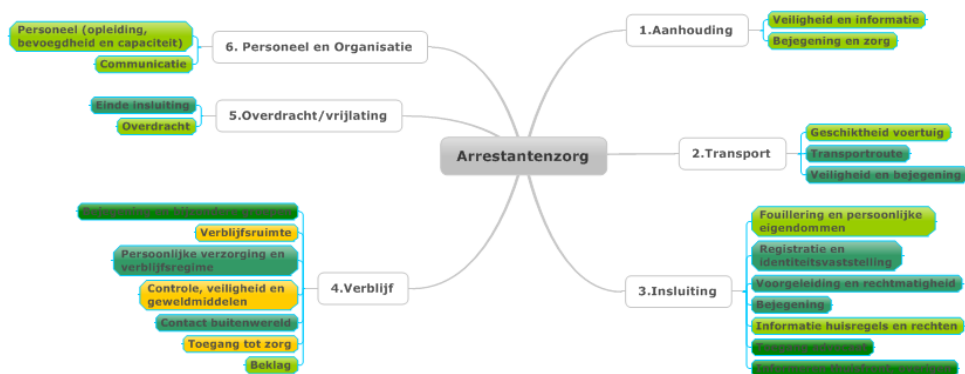 Arrestantenzorg
1.Aanhouding
Veiligheid en informatie
Bejegening en zorg
2.Transport
Geschiktheid voertuig
Transportroute
Veiligheid en bejegening
3.Insluiting
Fouillering en persoonlijke
eigendommen
Registratie en
identiteitsvaststelling
Voorgeleiding en rechtmatigheid
Bejegening
Informatie huisregels en rechten
4.Verblijf
Verblijfsruimte
Persoonlijke verzorging en
verblijfsregime
Controle, veiligheid en
geweldmiddelen
Contact buitenwereld
Toegang tot zorg
Beklag
5.Overdracht/vrijlating
Einde insluiting
Overdracht
6. Personeel en Organisatie
Personeel (opleiding,
bevoegdheid en capaciteit)
Communicatie